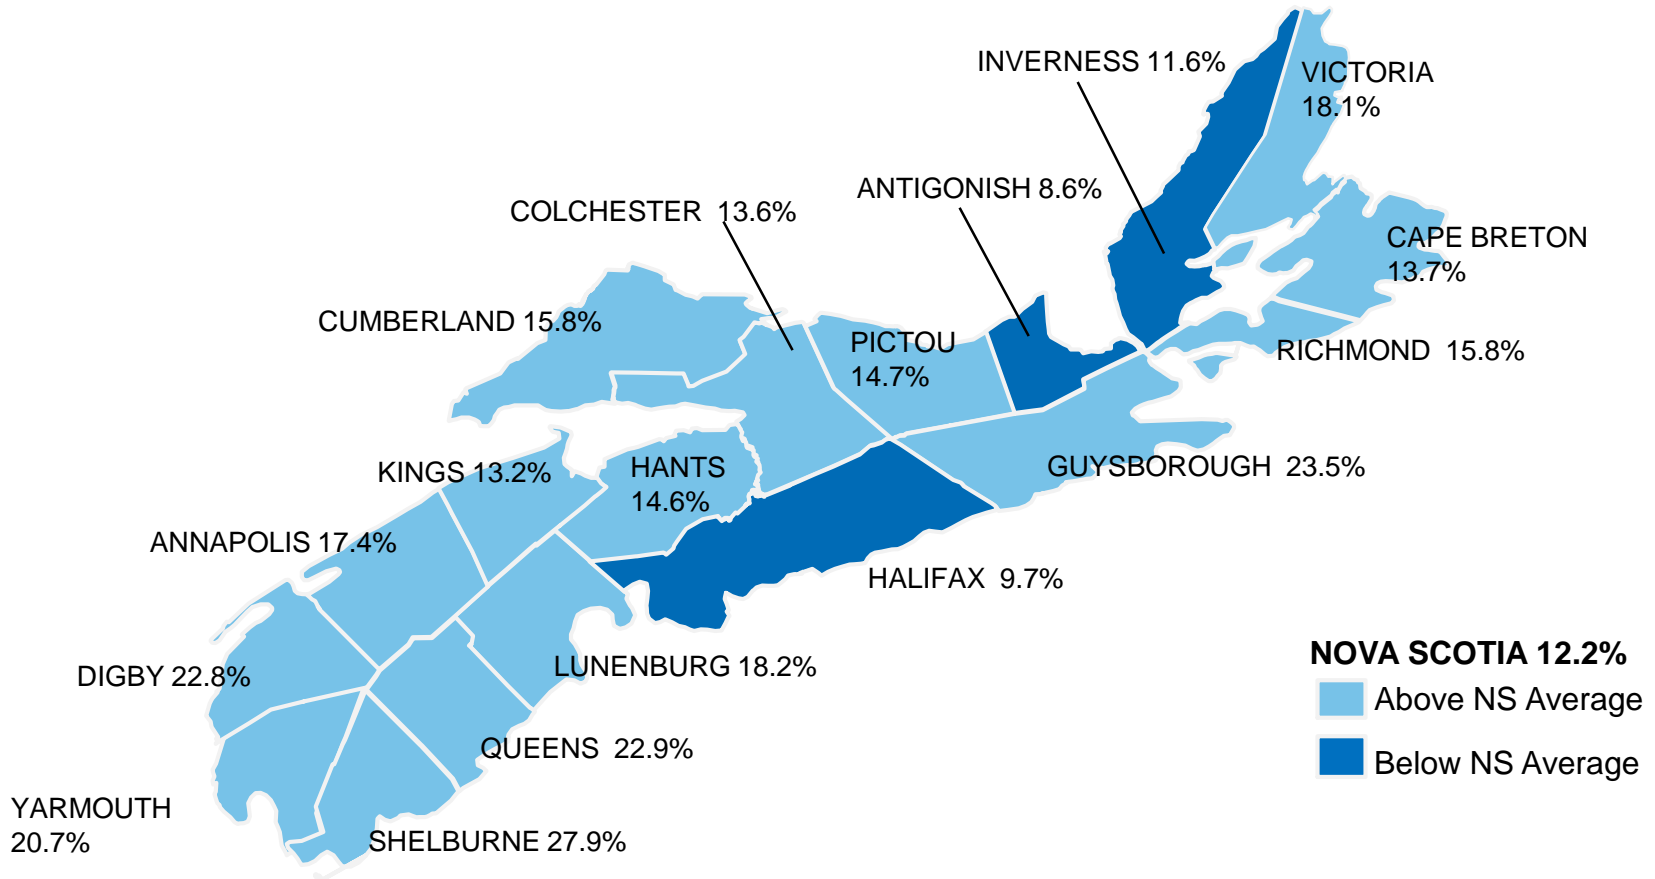 INVERNESS 11.6%
VICTORIA
18.1%
ANTIGONISH 8.6%
COLCHESTER 13.6%
CAPE BRETON
13.7%
CUMBERLAND 15.8%
PICTOU
14.7%
RICHMOND 15.8%
KINGS 13.2%
HANTS
14.6%
GUYSBOROUGH 23.5%
ANNAPOLIS 17.4%
HALIFAX 9.7%
LUNENBURG 18.2%
DIGBY 22.8%
QUEENS 22.9%
YARMOUTH
20.7%
SHELBURNE 27.9%
NOVA SCOTIA 12.2%
Above NS Average
Below NS Average